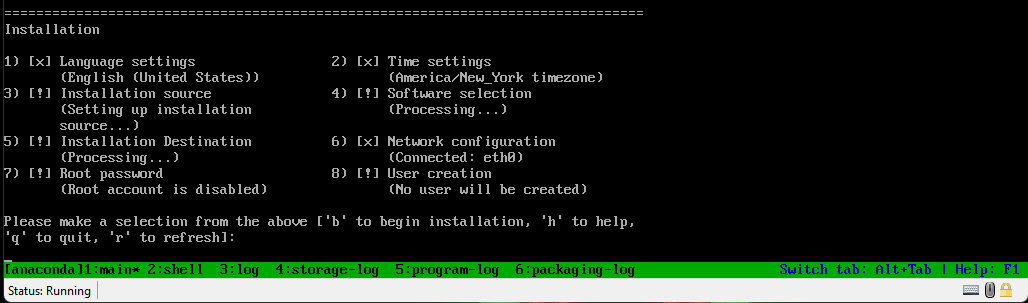 ================================================================================
Installation
1) [x] Language settings 2) [x] Time settings
(English (United States)) (America/New_York timezone)
3) [!] Installation source 4) [!] Software selection
(Setting up installation (Processing...)
source...)
5) [!] Installation Destination 6) [x] Network configuration
(Processing...) (Connected: eth0)
7) [!] Root password 8) [!] User creation
(Root account is disabled) (No user will be created)
Please make a selection from the above ['b' to begin installation, 'h' to help,
'q' to quit, 'r' to refresh]:
[anaconda]1:main* 2:shell 3:log 4:storage-log 5:program-log 6:packaging-log Switch tab: Alt+Tab | Help: F1
Status: Running